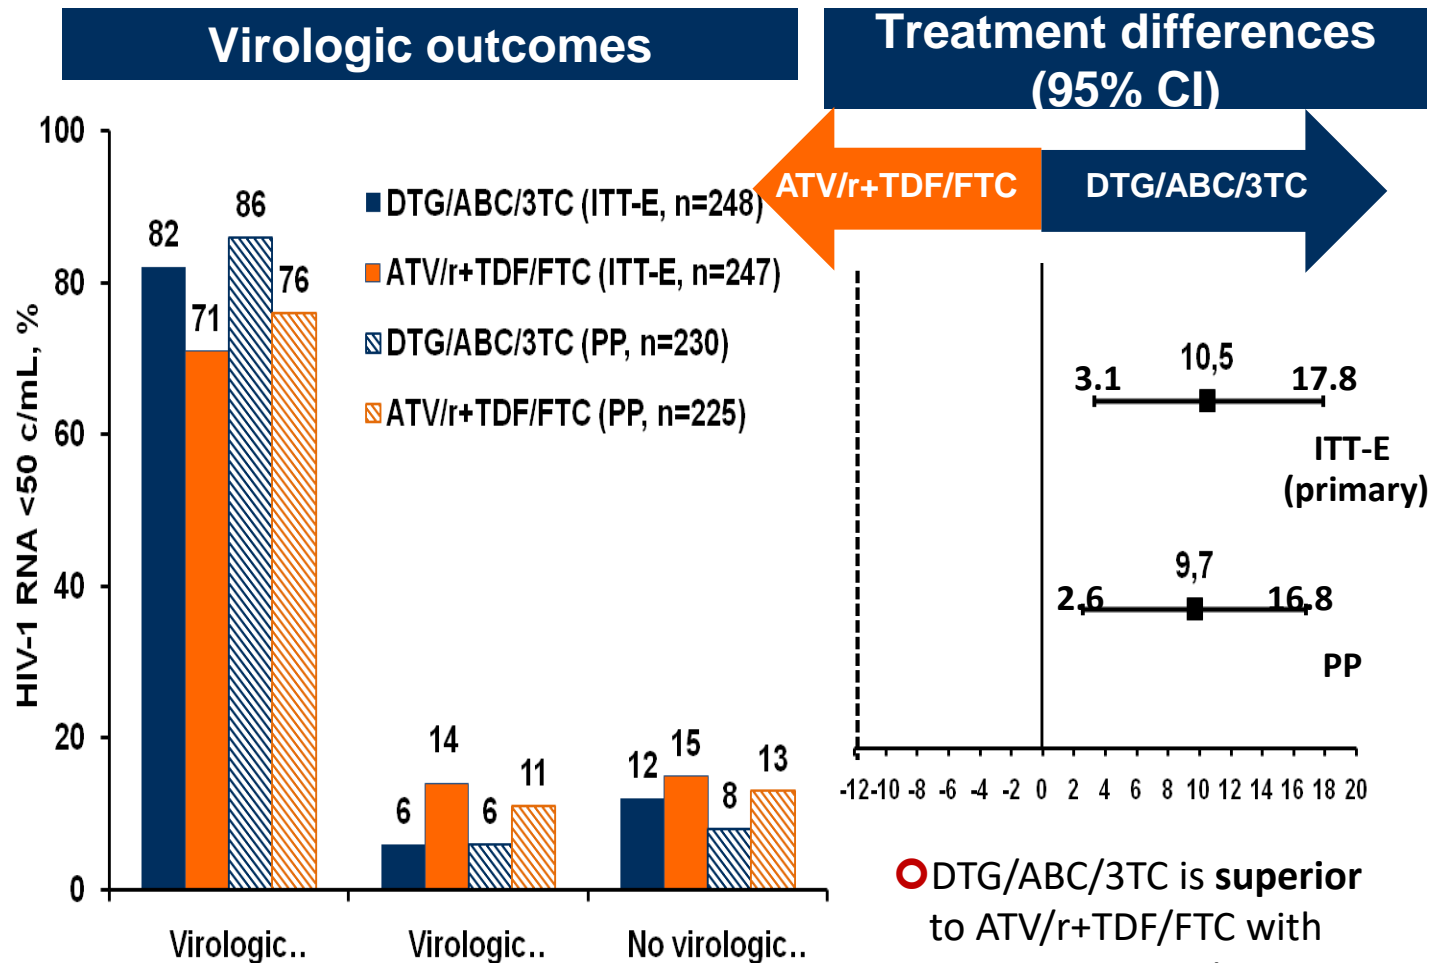 Virologic outcomes
Treatment differences
(95% CI)
HIV-1 RNA <50 c/mL, %
100
80
60
40
20
0
82
71
86
76
6
14
6
11
12
15
8
13
DTG/ABC/3TC (ITT-E, n=248)
ATV/r+TDF/FTC (ITT-E, n=247)
DTG/ABC/3TC (PP, n=230)
ATV/r+TDF/FTC (PP, n=225)
Virologic..
Virologic..
No virologic..
ATV/r+TDF/FTC
DTG/ABC/3TC
3.1
10,5
17.8
ITT-E
(primary)
2.6
9,7
16.8
PP
-12 -10 -8 -6 -4 -2 0 2 4 6 8 10 12 14 16 18 20
DTG/ABC/3TC is superior
to ATV/r+TDF/FTC with